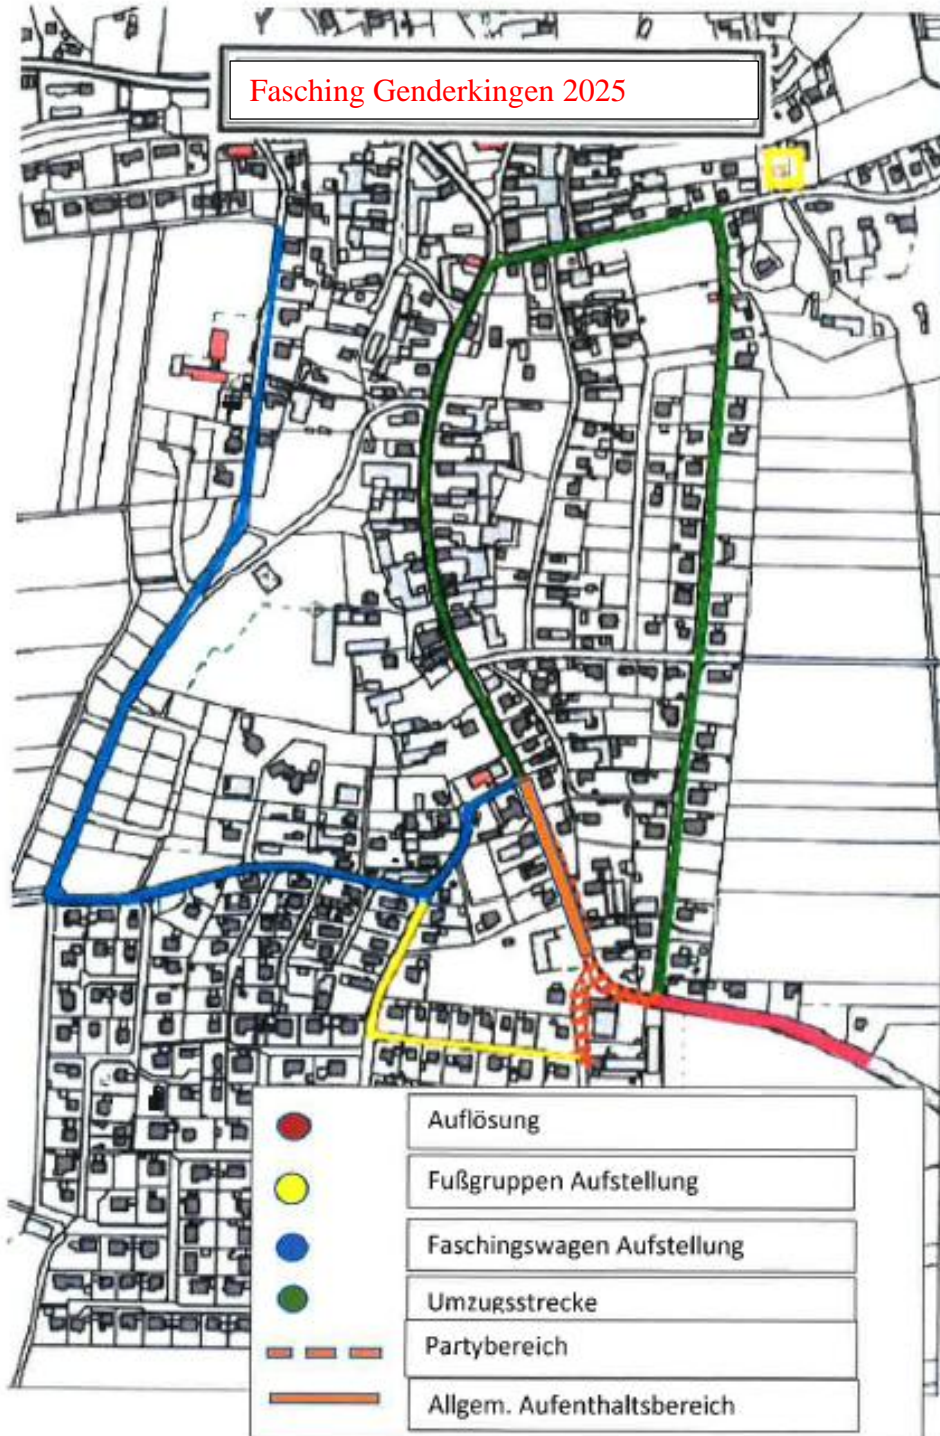 Fasching Genderkingen 2025
Auflösung
Fußgruppen Aufstellung
Faschingswagen Aufstellung
Umzugsstrecke
Partybereich
Allgem. Aufenthaltsbereich